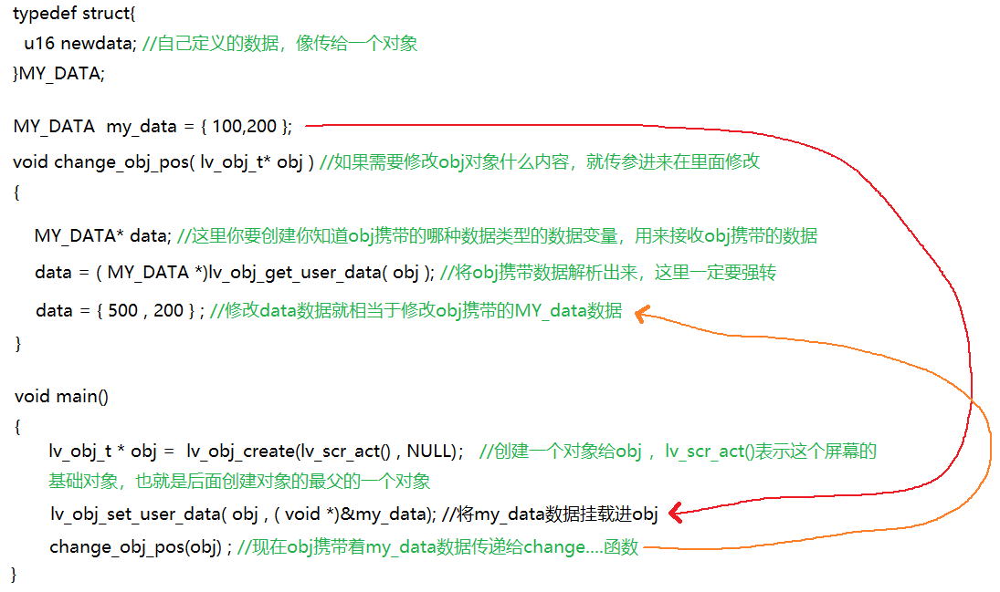 typedef struct{
u16 newdata; //自己定义的数据，像传给一个对象
}MY_DATA;
MY_DATA my_data = { 100,200 };
void change_obj_pos( lv_obj_t* obj ) //如果需要修改obj对象什么内容，就传参进来在里面修改
{
MY_DATA* data; //这里你要创建你知道obj携带的哪种数据类型的数据变量，用来接收obj携带的数据
data = ( MY_DATA *)lv_obj_get_user_data( obj ); //将obj携带数据解析出来，这里一定要强转
data = { 500 , 200 } ; //修改data数据就相当于修改obj携带的MY_data数据
}
void main()
{
lv_obj_t * obj = lv_obj_create(lv_scr_act() , NULL); //创建一个对象给obj ，lv_scr_act()表示这个屏幕的
基础对象，也就是后面创建对象的最父的一个对象
lv_obj_set_user_data( obj , ( void *)&my_data); //将my_data数据挂载进obj
change_obj_pos(obj) ; //现在obj携带着my_data数据传递给change....函数
}